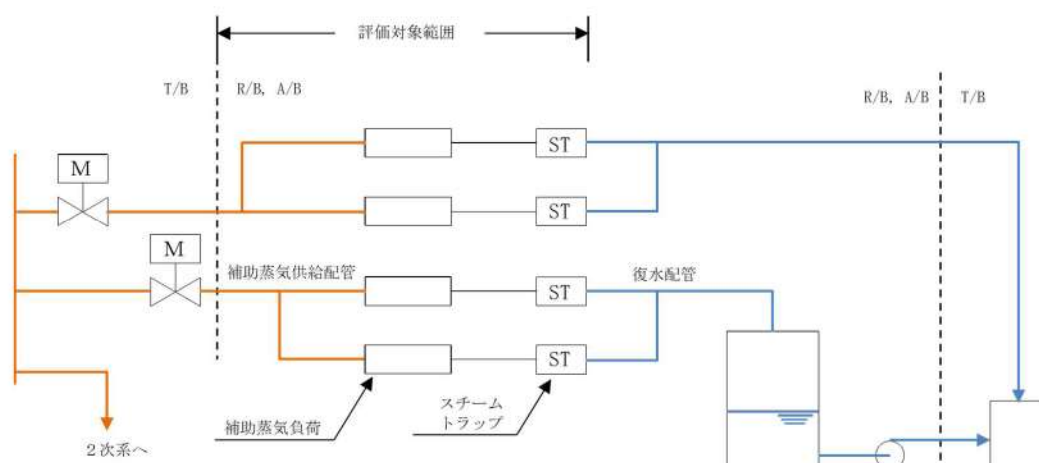 評価対象範囲
T/B
R/B, A/B
R/B, A/B
T/B
M
ST
ST
M
補助蒸気供給配管
復水配管
ST
ST
スチーム
トラップ
補助蒸気負荷
2次系へ